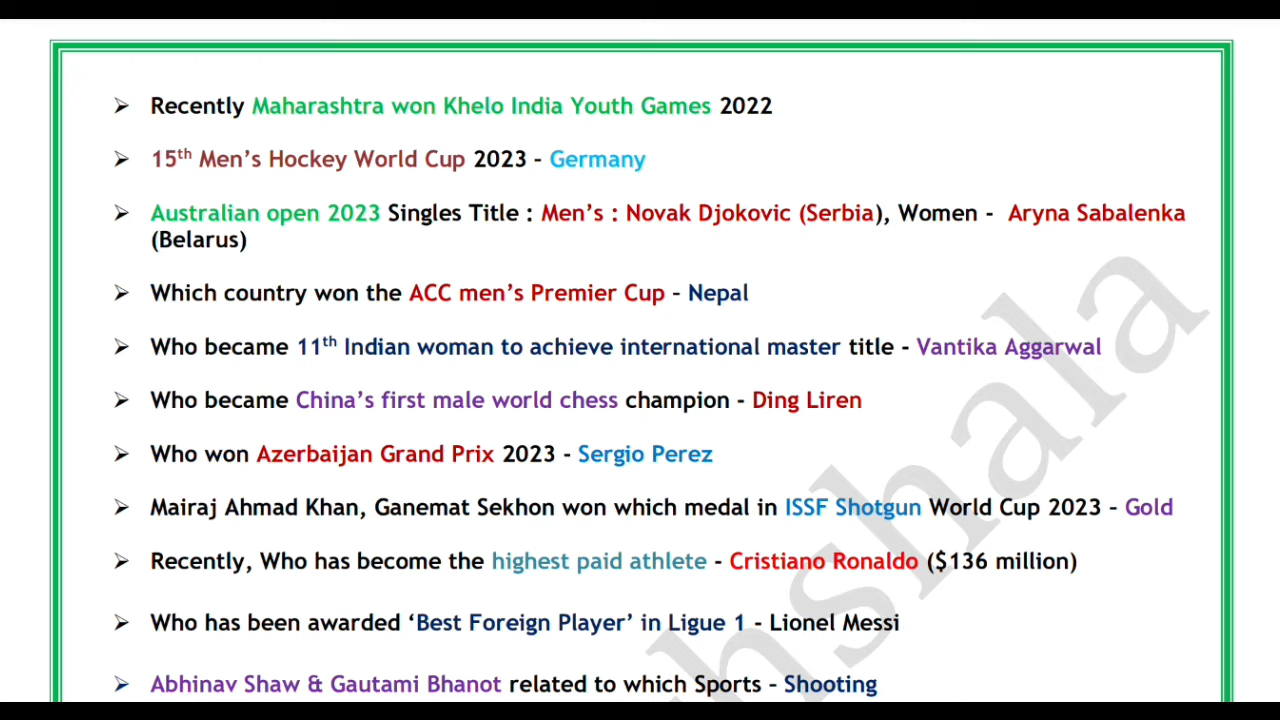 ➢ Recently Maharashtra won Khelo India Youth Games 2022
➢ 15th Men's Hockey World Cup 2023 – Germany
➢ Australian open 2023 Singles Title : Men's : Novak Djokovic (Serbia), Women - Aryna Sabalenka
(Belarus)
➢ Which country won the ACC men's Premier Cup – Nepal
➢ Who became 11th Indian woman to achieve international master title - Vantika Aggarwal
➢ Who became China's first male world chess champion - Ding Liren
➢ Who won Azerbaijan Grand Prix 2023 - Sergio Perez
➢ Mairaj Ahmad Khan, Ganemat Sekhon won which medal in ISSF Shotgun World Cup 2023 – Gold
➢ Recently, Who has become the highest paid athlete - Cristiano Ronaldo ($136 million)
➢ Who has been awarded ‘Best Foreign Player’ in Ligue 1 - Lionel Messi
➢ Abhinav Shaw & Gautami Bhanot related to which Sports – Shooting